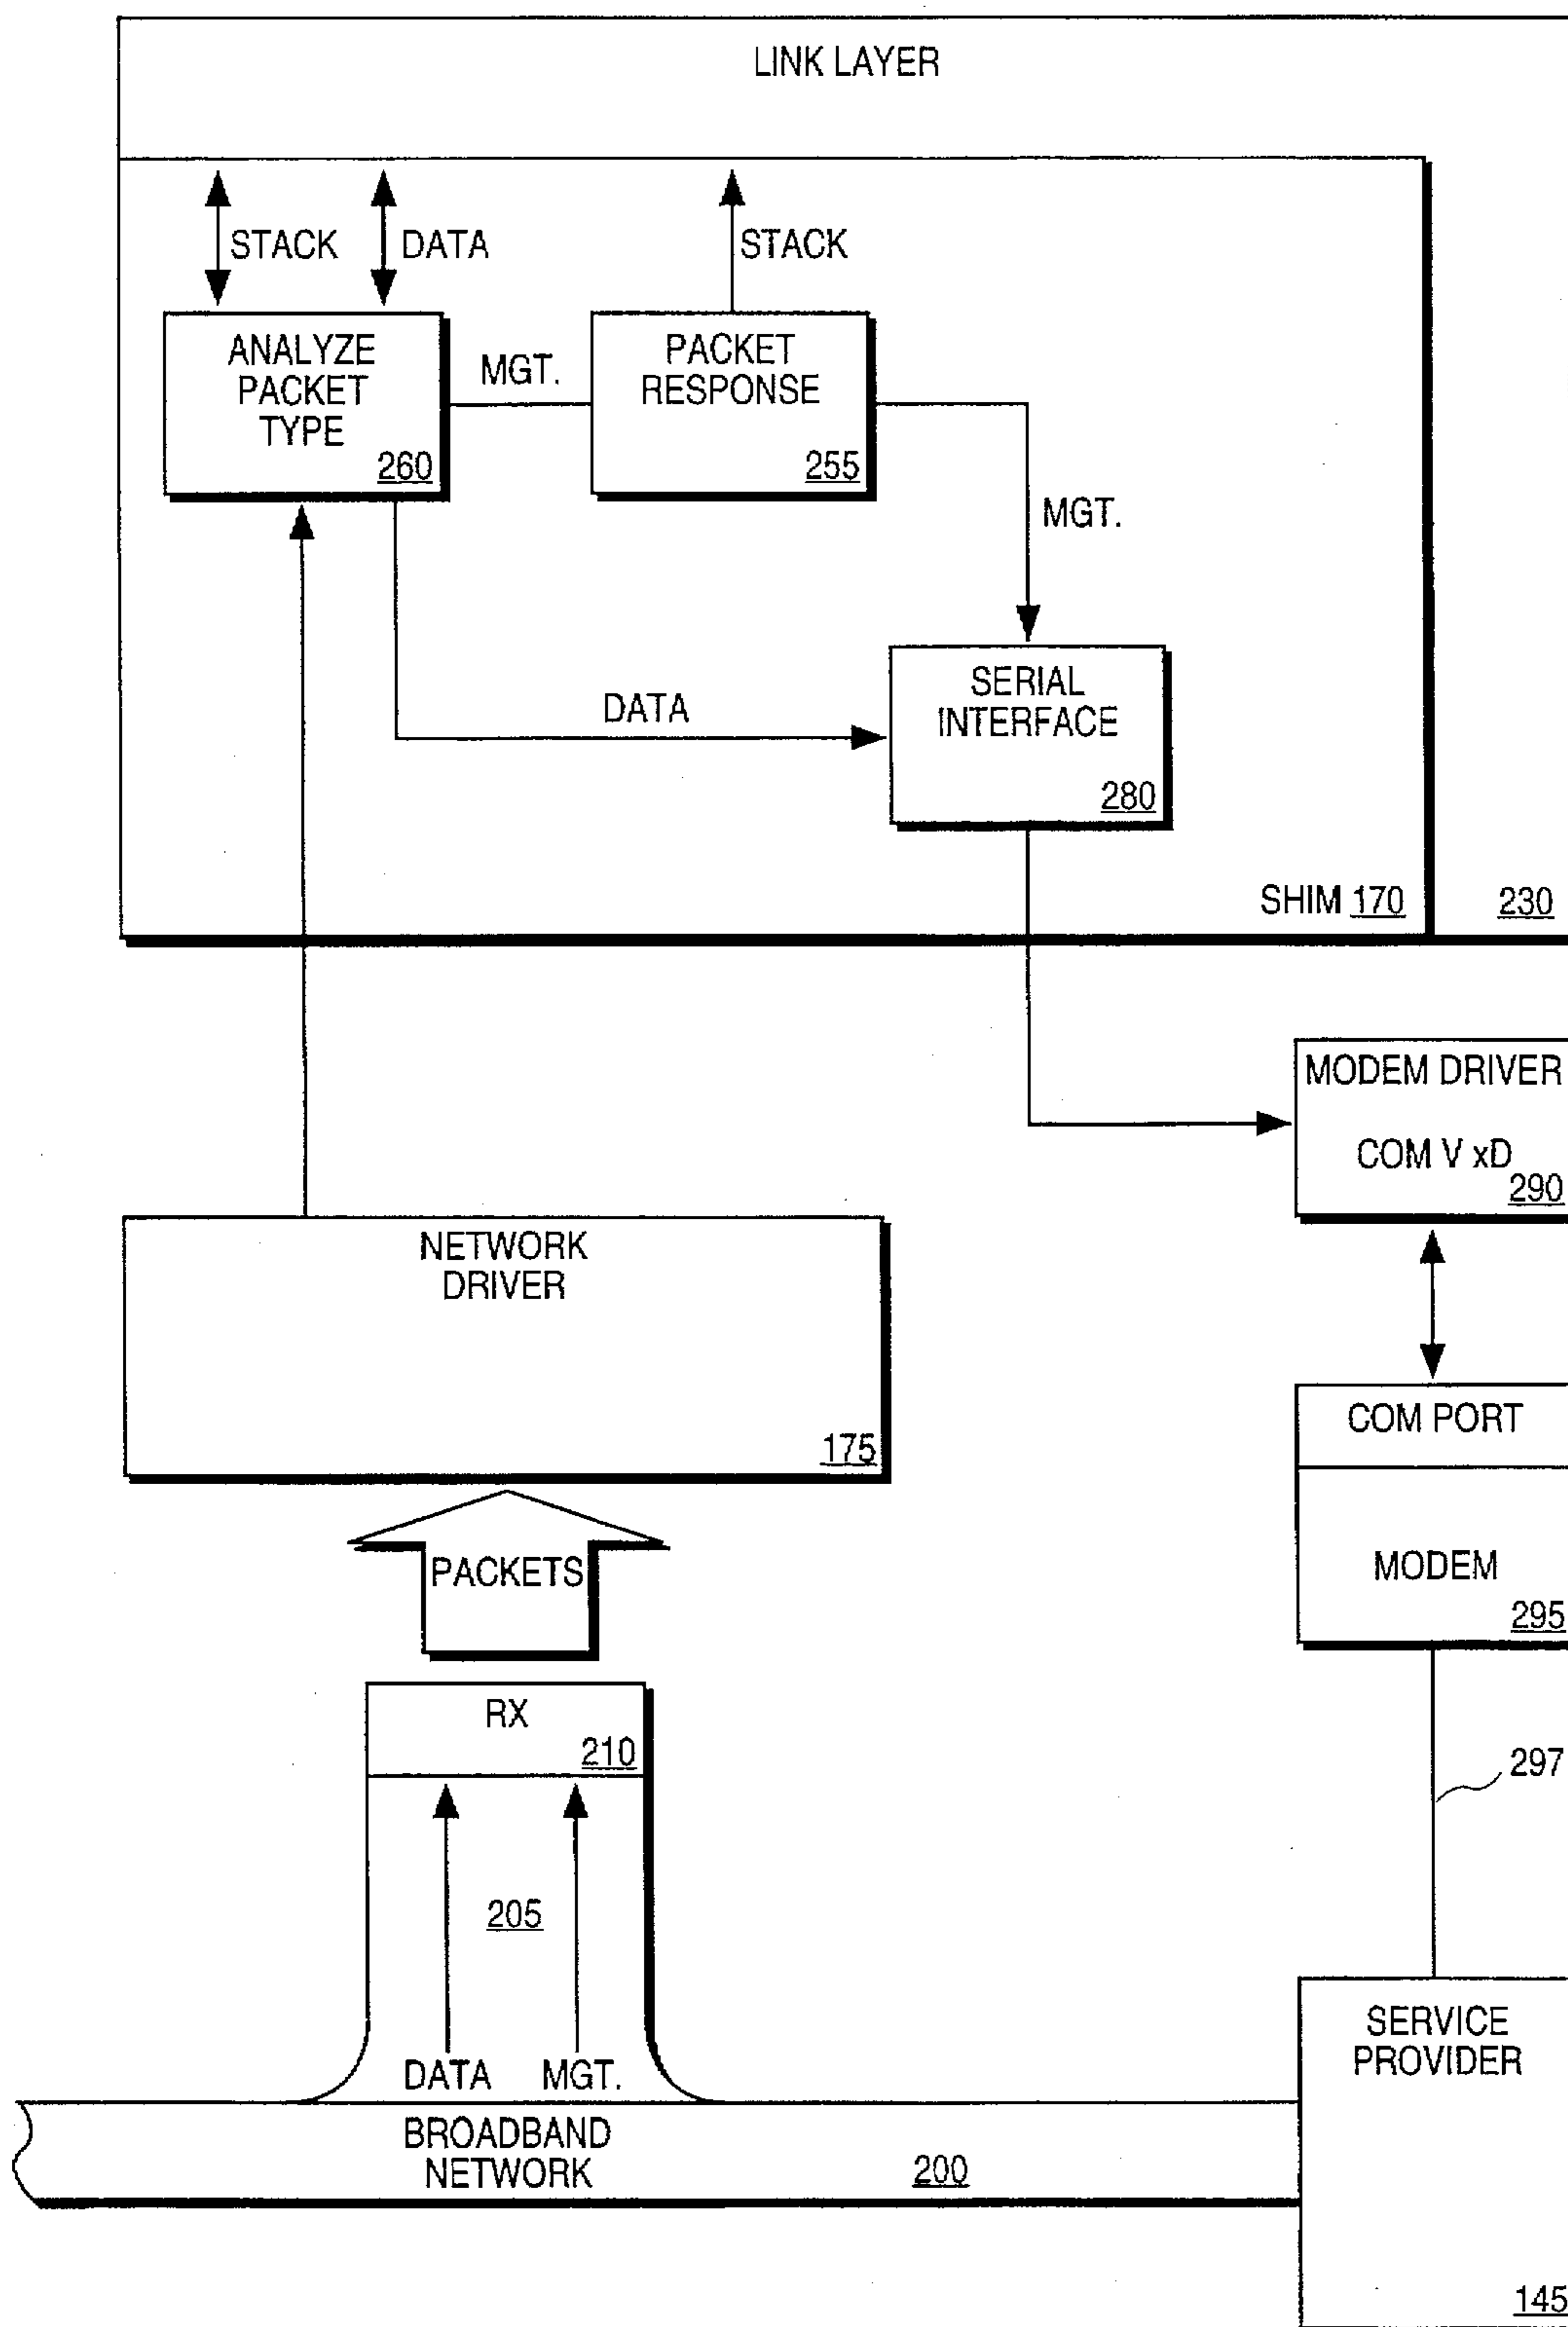 LINK LAYER
STACK
DATA
STACK
ANALYZE
PACKET
TYPE
260
MGT.
PACKET
RESPONSE
255
MGT.
DATA
SERIAL
INTERFACE
280
SHIM 170
230
MODEM DRIVER
COM V xD
290
NETWORK
DRIVER
175
COM PORT
MODEM
295
PACKETS
RX
210
297
205
DATA
MGT.
SERVICE
PROVIDER
BROADBAND
NETWORK
200
145